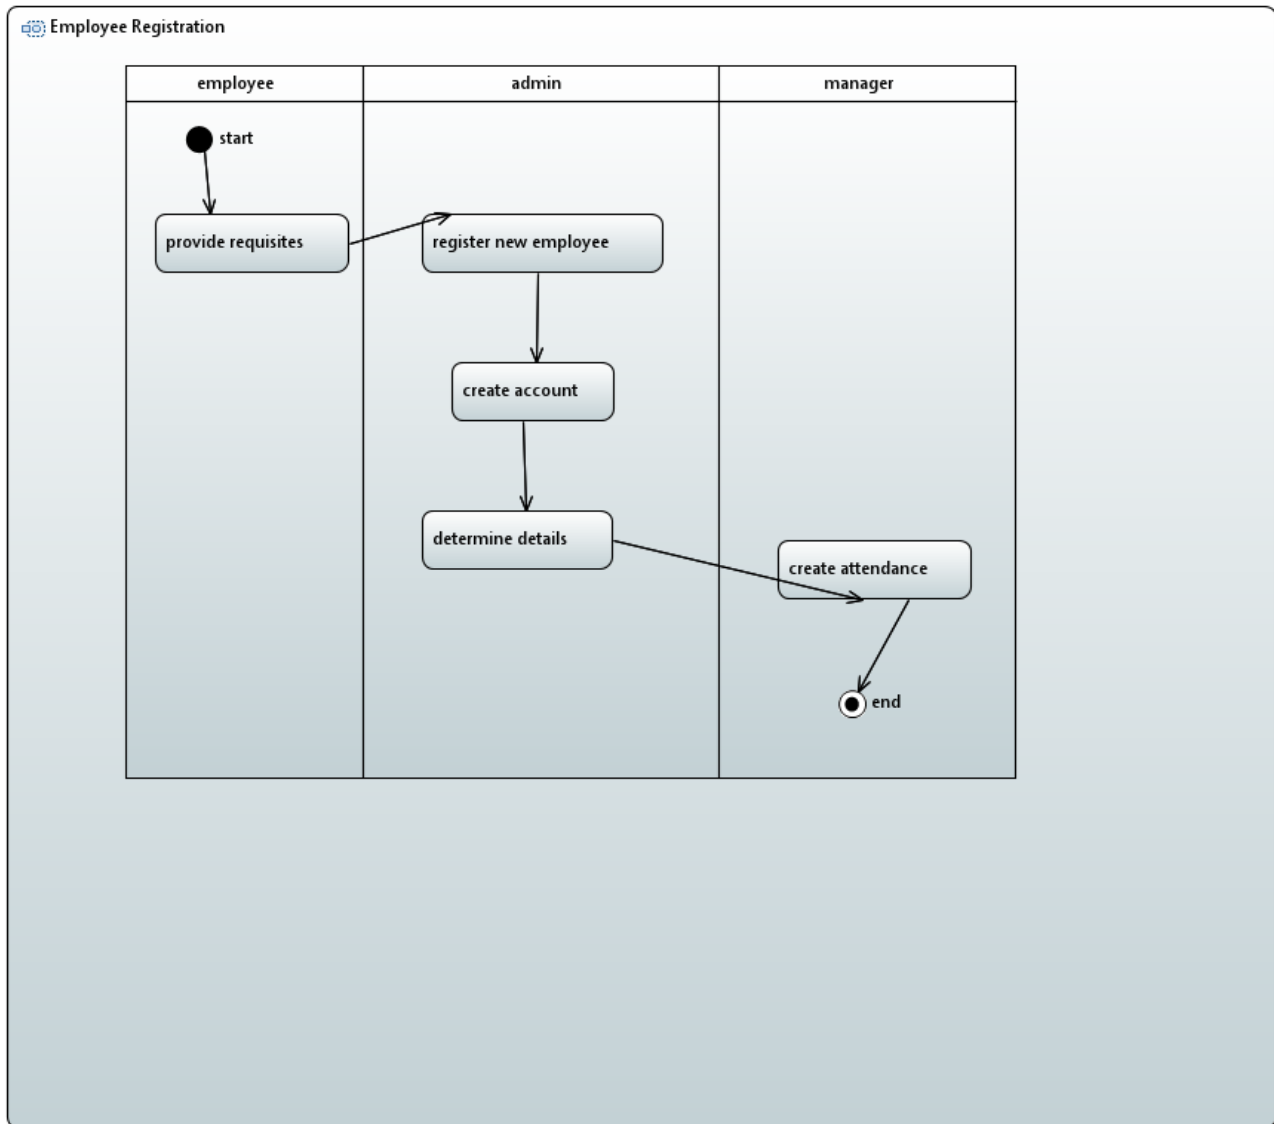 Employee Registration
employee
admin
manager
start
provide requisites
register new employee
create account
determine details
create attendance
end